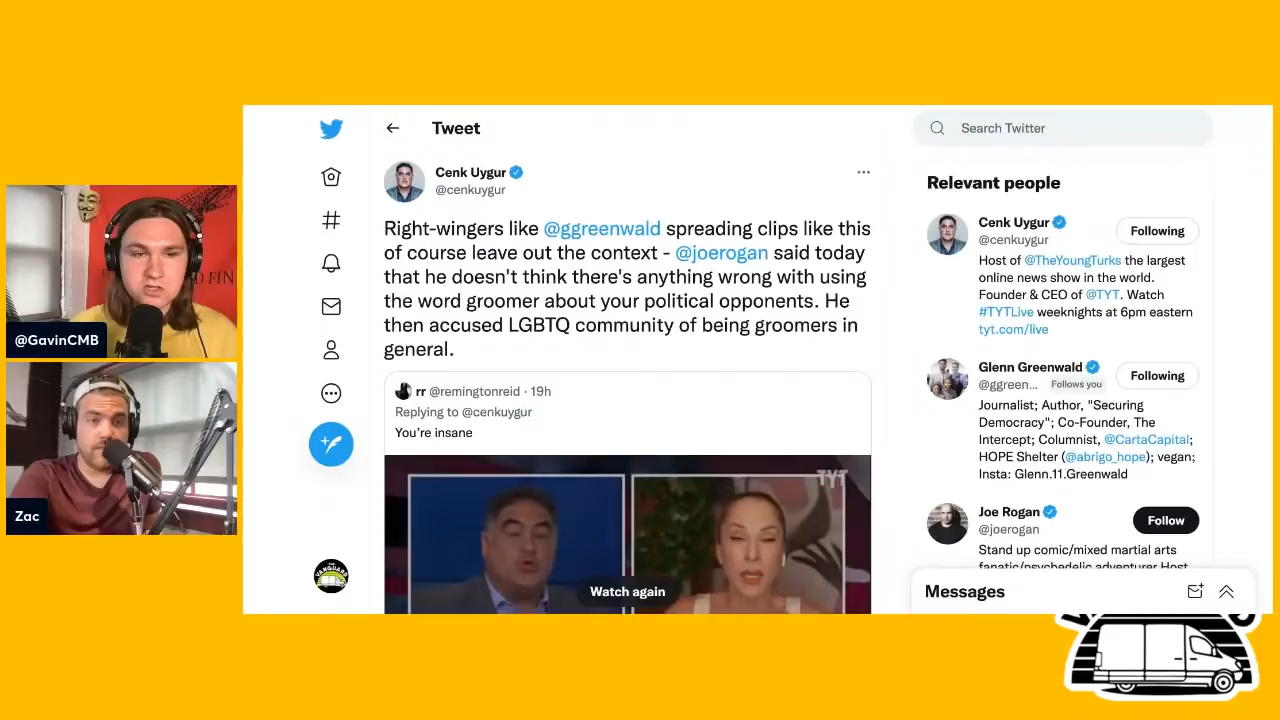 Tweet
Cenk Uygur
@cenkuygur
Right-wingers like @ggreenwald spreading clips like this
of course leave out the context - @joerogan said today
that he doesn't think there's anything wrong with using
the word groomer about your political opponents. He
then accused LGBTQ community of being groomers in
general.
rr @remingtonreid · 19h
Replying to @cenkuygur
You're insane
TYT
Watch again
Search Twitter
Relevant people
Cenk Uygur
@cenkuygur
Following
Host of @TheYoungTurks the largest
online news show in the world.
Founder & CEO of @TYT. Watch
#TYTLive weeknights at 6pm eastern
tyt.com/live
Glenn Greenwald
@ggreen... Follows you
Following
Journalist; Author, "Securing
Democracy"; Co-Founder, The
Intercept; Columnist, @CartaCapital;
HOPE Shelter (@abrigo_hope); vegan;
Insta: Glenn.11.Greenwald
Joe Rogan
@joerogan
Follow
Stand up comic/mixed martial arts
fanatic/psychedelic adventurer Host
Messages
@GavinCMB
Zac
VANGUARD
D FIN